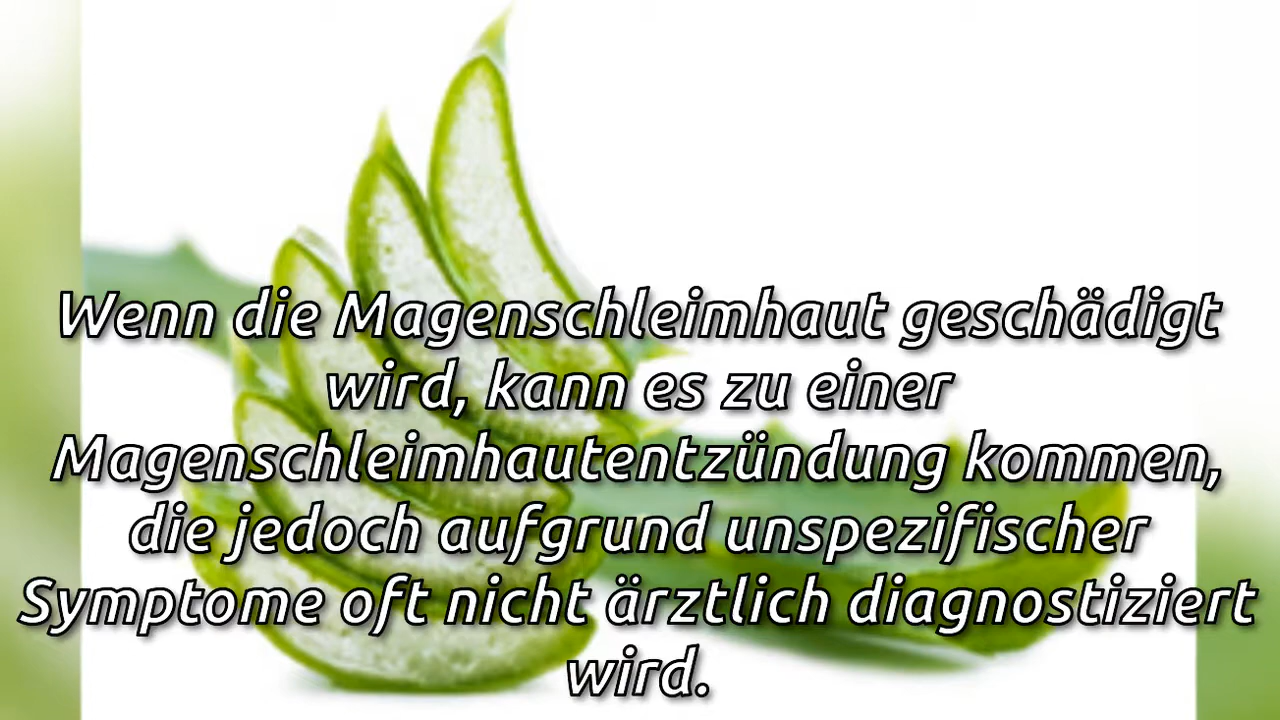 Wenn die Magenschleimhaut geschädigt
wird, kann es zu einer
Magenschleimhautentzündung kommen,
die jedoch aufgrund unspezifischer
Symptome oft nicht ärztlich diagnostiziert
wird.